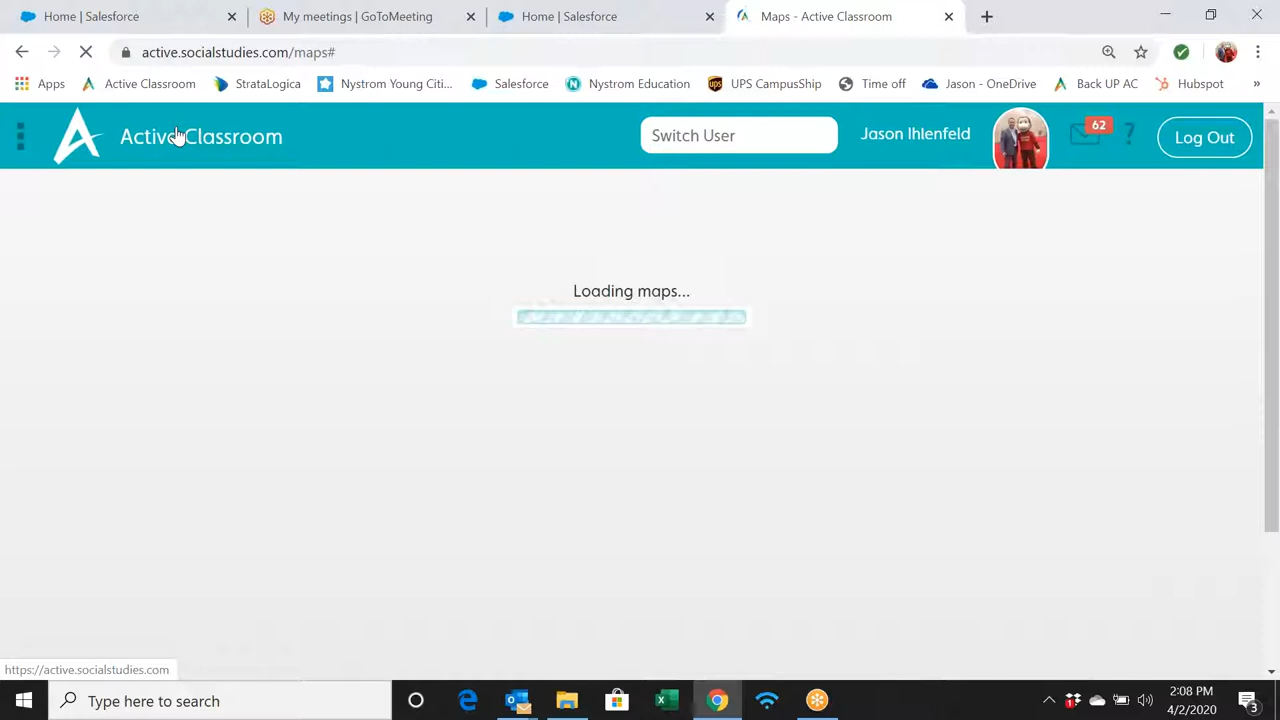 Home | Salesforce
My meetings | GoToMeeting
Home | Salesforce
Maps - Active Classroom
active.socialstudies.com/maps#
Apps
Active Classroom
StrataLogica
Nystrom Young Citi...
Salesforce
Nystrom Education
UPS CampusShip
Time off
Jason - OneDrive
Back UP AC
Hubspot
»
Active Classroom
Switch User
Jason Ihlenfeld
62
?
Log Out
Loading maps...
https://active.socialstudies.com
Type here to search
2:08 PM
4/2/2020
3